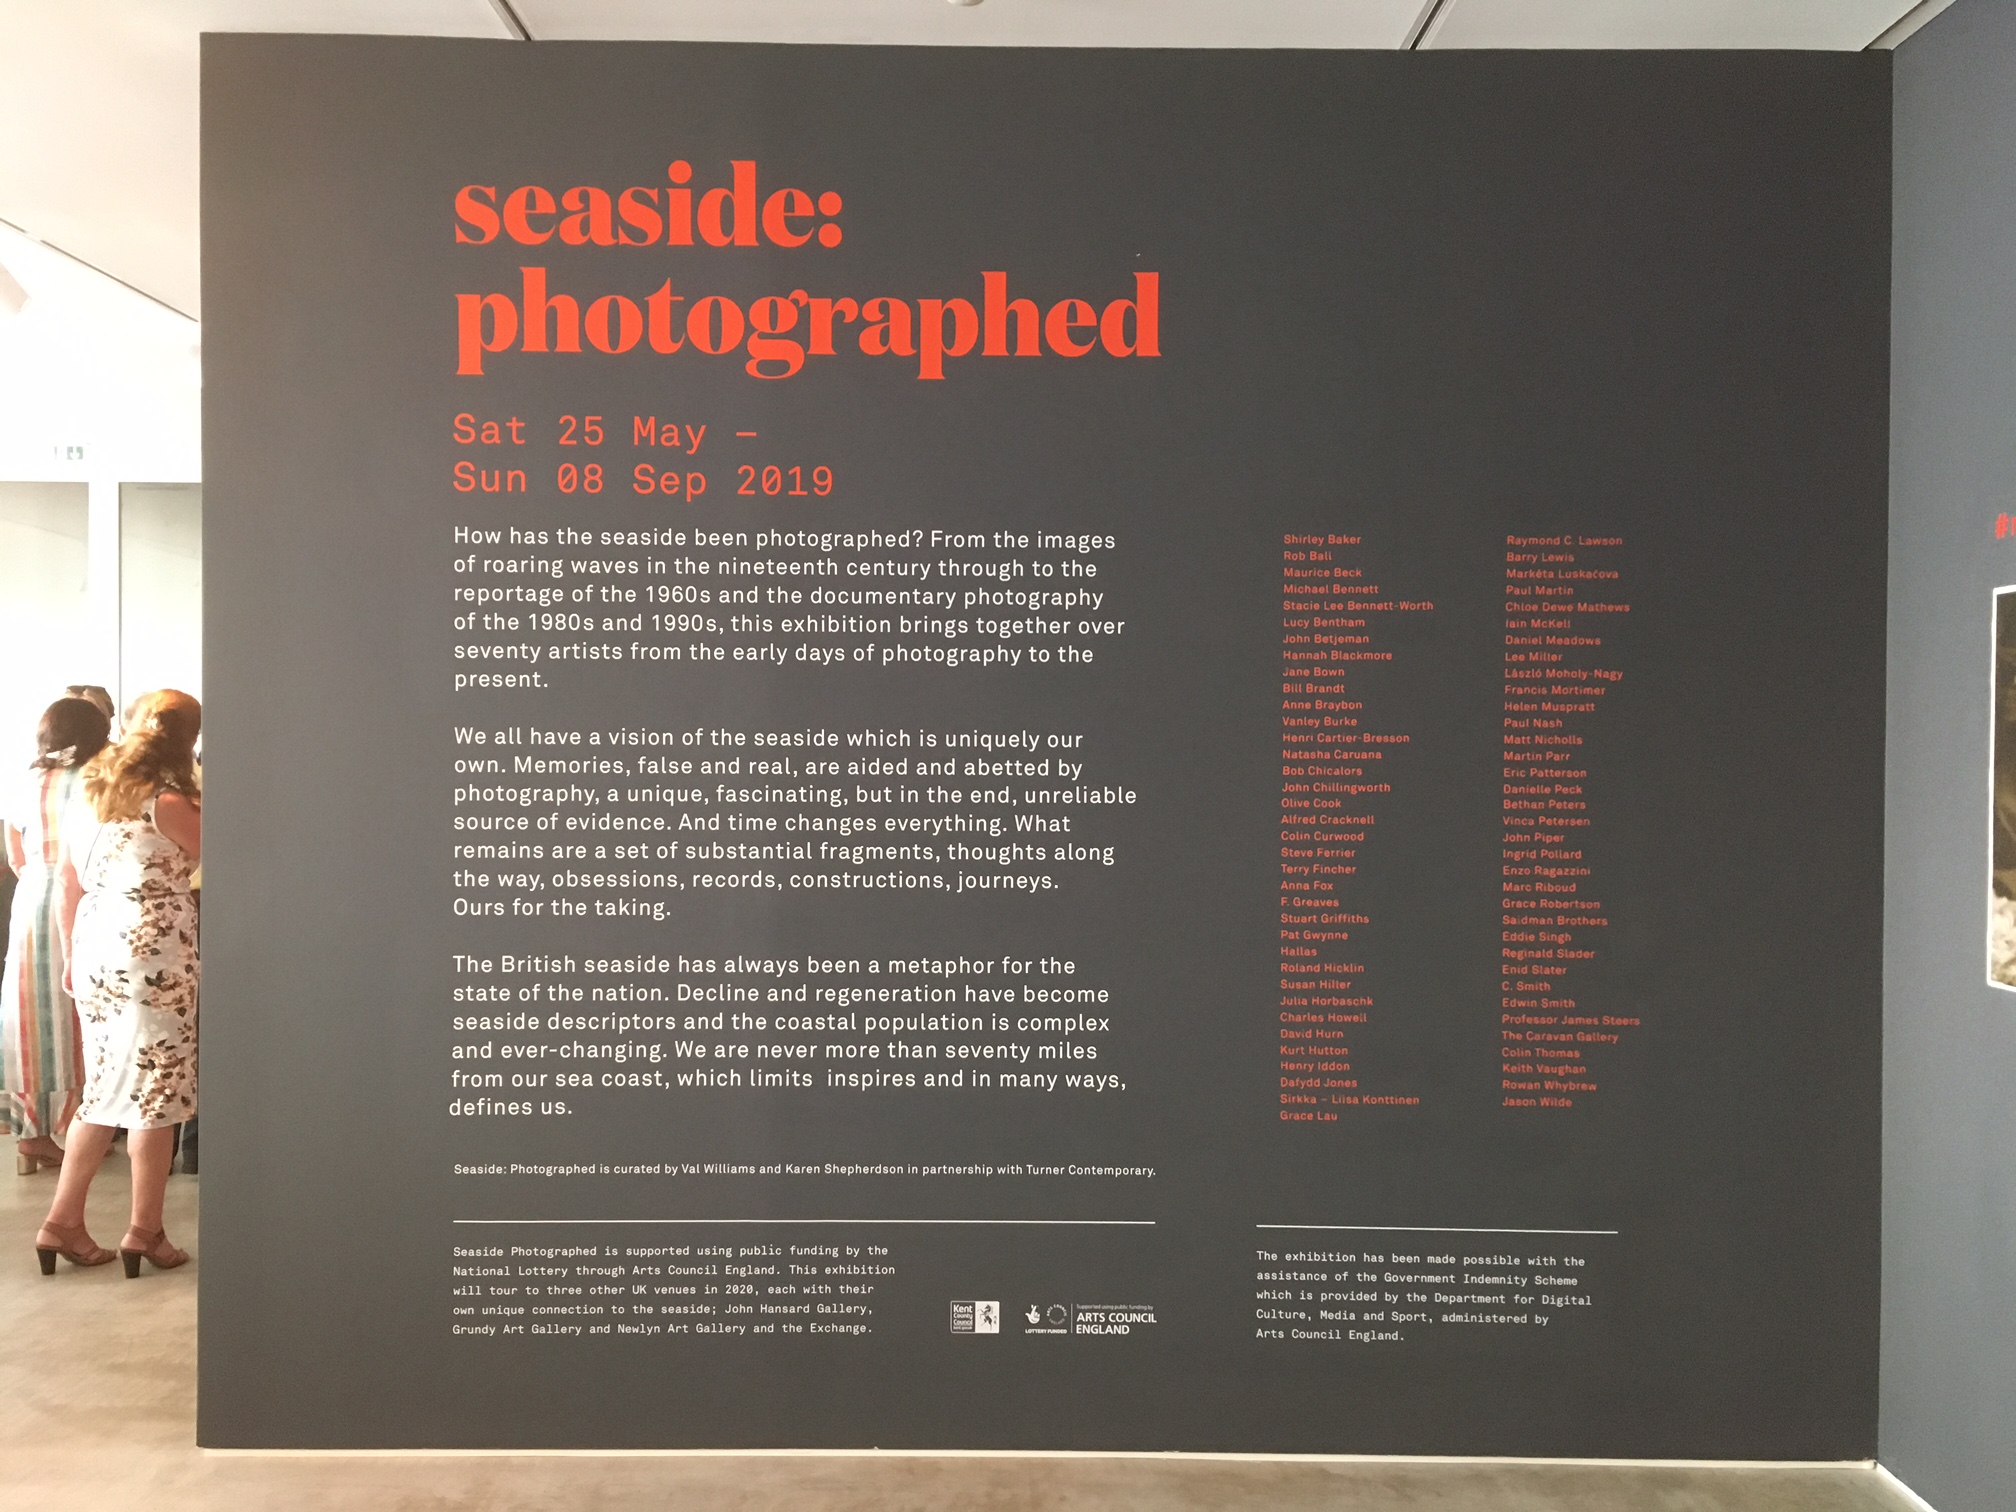 seaside:
photographed
Sat 25 May –
Sun 08 Sep 2019
How has the seaside been photographed? From the images
of roaring waves in the nineteenth century through to the
reportage of the 1960s and the documentary photography
of the 1980s and 1990s, this exhibition brings together over
seventy artists from the early days of photography to the
present.
We all have a vision of the seaside which is uniquely our
own. Memories, false and real, are aided and abetted by
photography, a unique, fascinating, but in the end, unreliable
source of evidence. And time changes everything. What
remains are a set of substantial fragments, thoughts along
the way, obsessions, records, constructions, journeys.
Ours for the taking.
The British seaside has always been a metaphor for the
state of the nation. Decline and regeneration have become
seaside descriptors and the coastal population is complex
and ever-changing. We are never more than seventy miles
from our sea coast, which limits  inspires and in many ways,
defines us.
Seaside: Photographed is curated by Val Williams and Karen Shepherdson in partnership with Turner Contemporary.
Seaside Photographed is supported using public funding by the
National Lottery through Arts Council England. This exhibition
will tour to three other UK venues in 2020, each with their
own unique connection to the seaside; John Hansard Gallery,
Grundy Art Gallery and Newlyn Art Gallery and the Exchange.
Kent
County
Council
LOTTERY FUNDED
Supported using public funding by
ARTS COUNCIL
ENGLAND
Shirley Baker
Rob Ball
Maurice Beck
Michael Bennett
Stacie Lee Bennett-Worth
Lucy Bentham
John Betjeman
Hannah Blackmore
Jane Bown
Bill Brandt
Anne Braybon
Vanley Burke
Henri Cartier-Bresson
Natasha Caruana
Bob Chicalors
John Chillingworth
Olive Cook
Alfred Cracknell
Colin Curwood
Steve Ferrier
Terry Fincher
Anna Fox
F. Greaves
Stuart Griffiths
Pat Gwynne
Hallas
Roland Hicklin
Susan Hiller
Julia Horbaschk
Charles Howell
David Hurn
Kurt Hutton
Henry Iddon
Dafydd Jones
Sirkka – Liisa Konttinen
Grace Lau
Raymond C. Lawson
Barry Lewis
Markéta Luskačova
Paul Martin
Chloe Dewe Mathews
Iain McKell
Daniel Meadows
Lee Miller
László Moholy-Nagy
Francis Mortimer
Helen Muspratt
Paul Nash
Matt Nicholls
Martin Parr
Eric Patterson
Danielle Peck
Bethan Peters
Vinca Petersen
John Piper
Ingrid Pollard
Enzo Ragazzini
Marc Riboud
Grace Robertson
Saidman Brothers
Eddie Singh
Reginald Slader
Enid Slater
C. Smith
Edwin Smith
Professor James Steers
The Caravan Gallery
Colin Thomas
Keith Vaughan
Rowan Whybrew
Jason Wilde
The exhibition has been made possible with the
assistance of the Government Indemnity Scheme
which is provided by the Department for Digital
Culture, Media and Sport, administered by
Arts Council England.